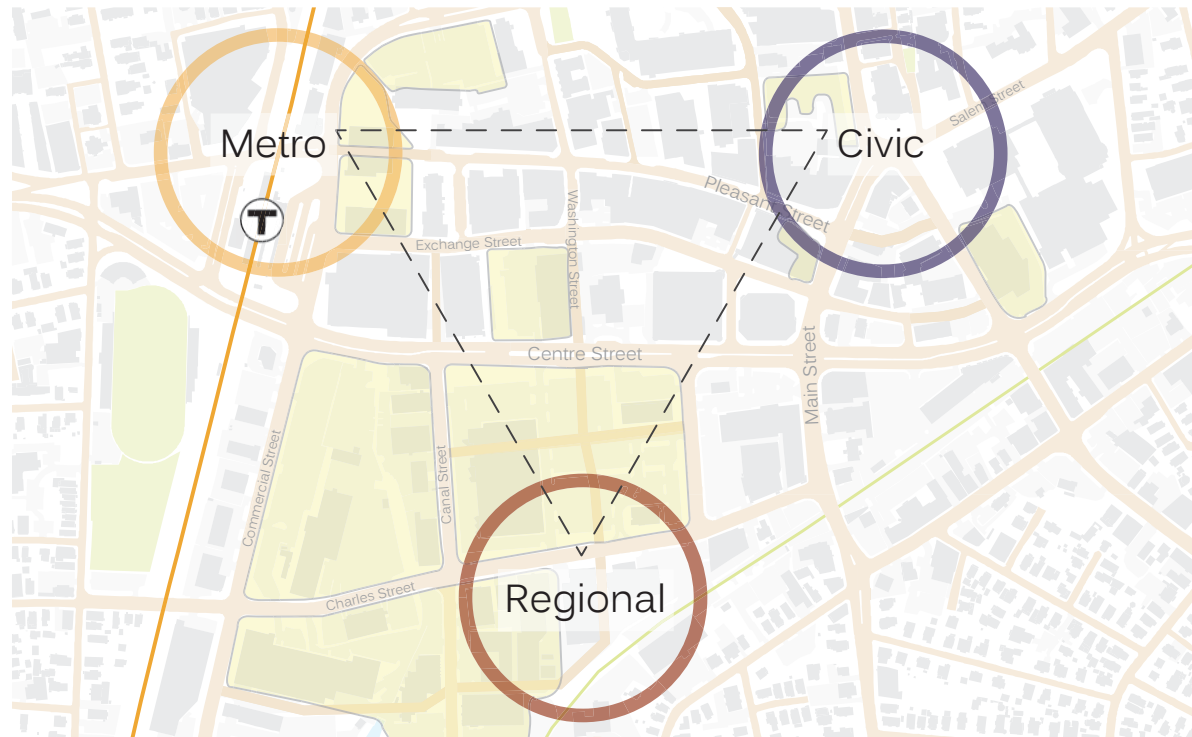 Salem Street
Metro
Civic
Pleasant Street
T
Exchange Street
Washington Street
Centre Street
Main Street
Commercial Street
Canal Street
Charles Street
Regional